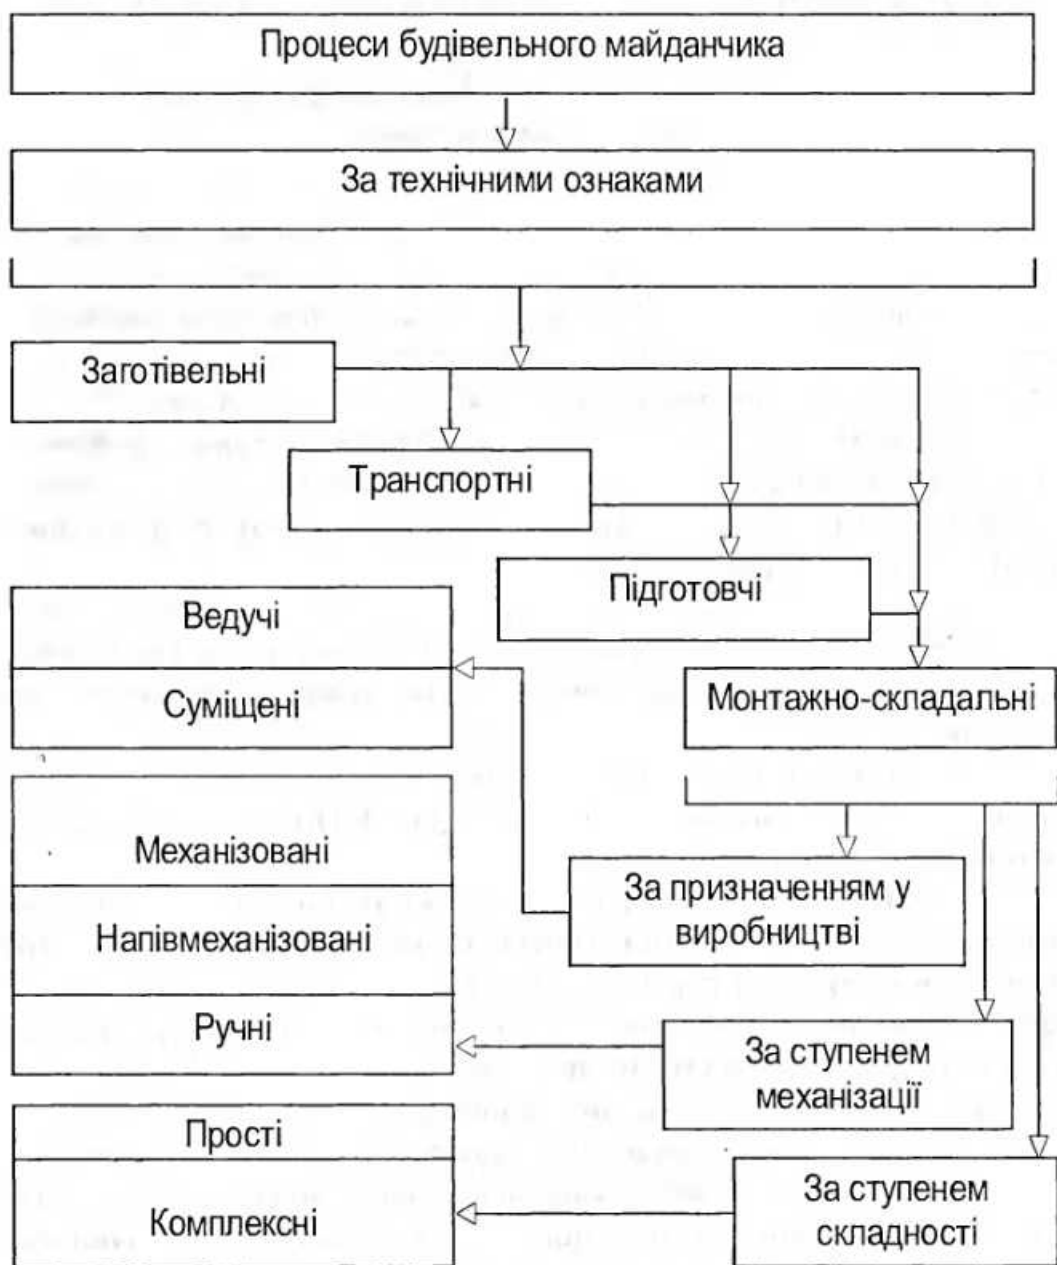 Процеси будівельного майданчика
За технічними ознаками
Заготівельні
Транспортні
Підготовчі
Ведучі
Суміщені
Монтажно-складальні
Механізовані
Напівмеханізовані
Ручні
За призначенням у
виробництві
За ступенем
механізації
Прості
Комплексні
За ступенем
складності